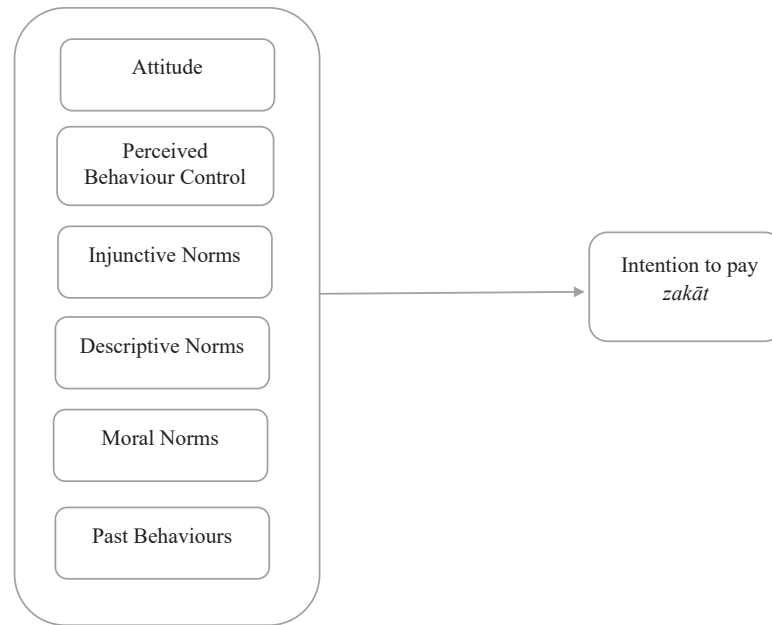 Attitude
Perceived
Behaviour Control
Injunctive Norms
Descriptive Norms
Moral Norms
Past Behaviours
Intention to pay
zakāt